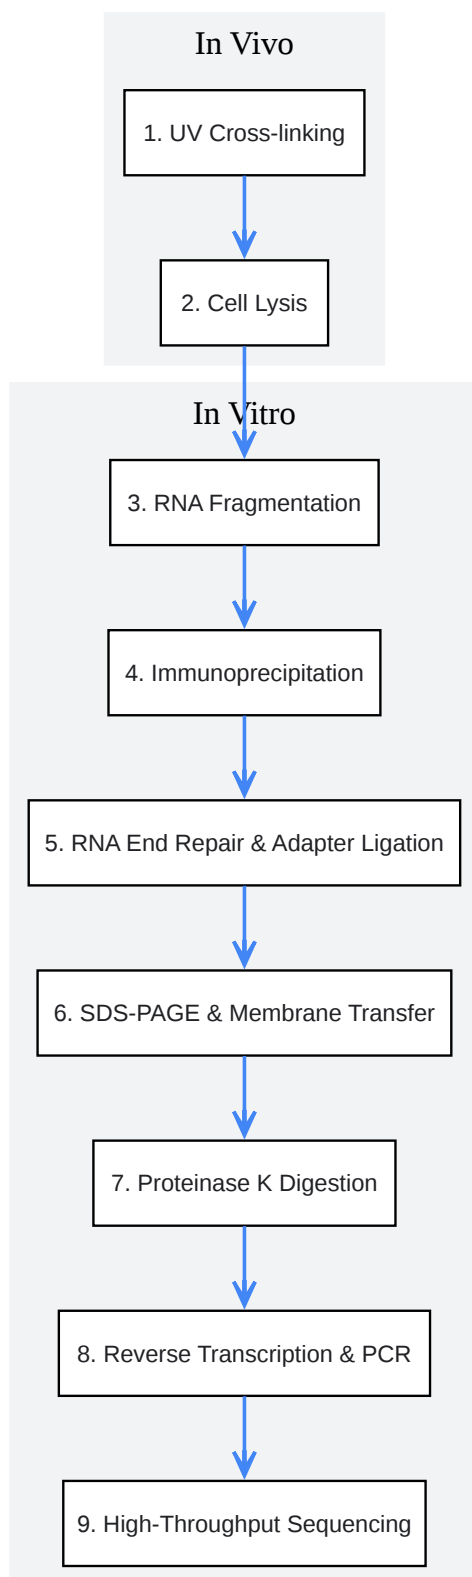 In Vivo
1. UV Cross-linking
2. Cell Lysis
In Vitro
3. RNA Fragmentation
4. Immunoprecipitation
5. RNA End Repair & Adapter Ligation
6. SDS-PAGE & Membrane Transfer
7. Proteinase K Digestion
8. Reverse Transcription & PCR
9. High-Throughput Sequencing